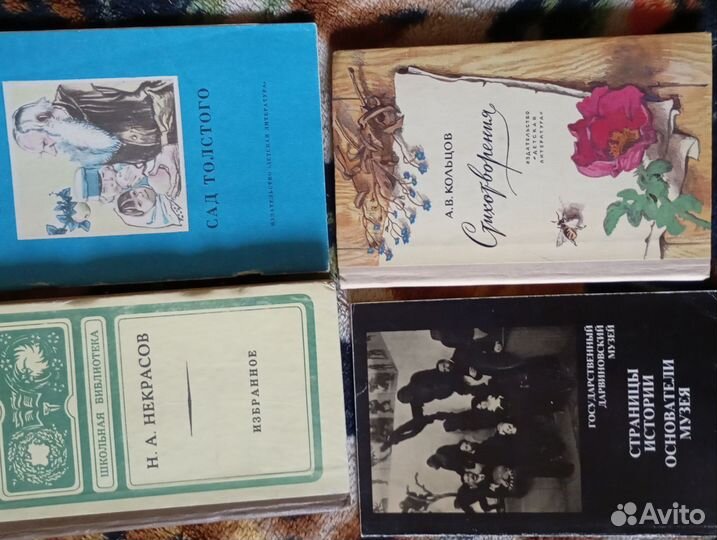 САД ТОЛСТОГО
ИЗДАТЕЛЬСТВО «ДЕТСКАЯ ЛИТЕРАТУРА»
А. В. КОЛЬЦОВ
Стихотворения
ИЗДАТЕЛЬСТВО
«ДЕТСКАЯ
ЛИТЕРАТУРА»
ШКОЛЬНАЯ БИБЛИОТЕКА
Н. А. НЕКРАСОВ
ИЗБРАННОЕ
ГОСУДАРСТВЕННЫЙ
ДАРВИНОВСКИЙ
МУЗЕЙ
СТРАНИЦЫ
ИСТОРИИ
ОСНОВАТЕЛИ
МУЗЕЯ
Avito